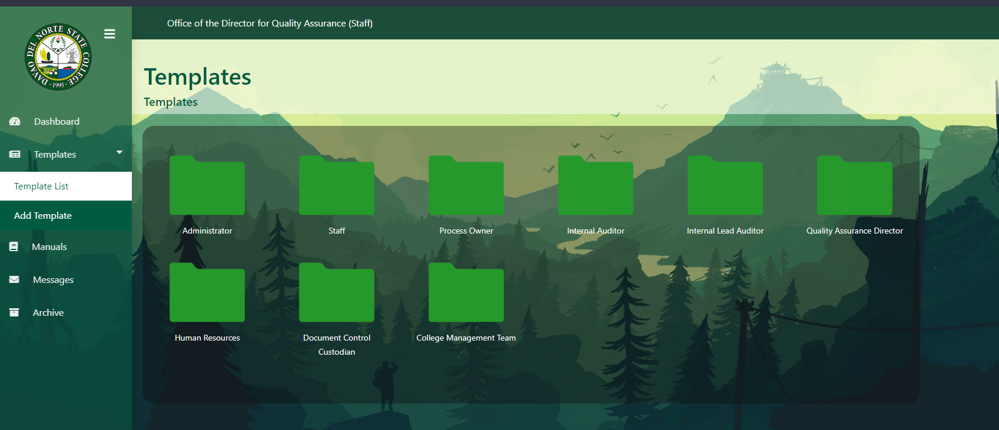 DAVAO DEL NORTE STATE COLLEGE
· 1995 ·
Office of the Director for Quality Assurance (Staff)
Dashboard
Templates
Template List
Add Template
Manuals
Messages
Archive
Templates
Templates
Administrator
Staff
Process Owner
Internal Auditor
Internal Lead Auditor
Quality Assurance Director
Human Resources
Document Control
Custodian
College Management Team